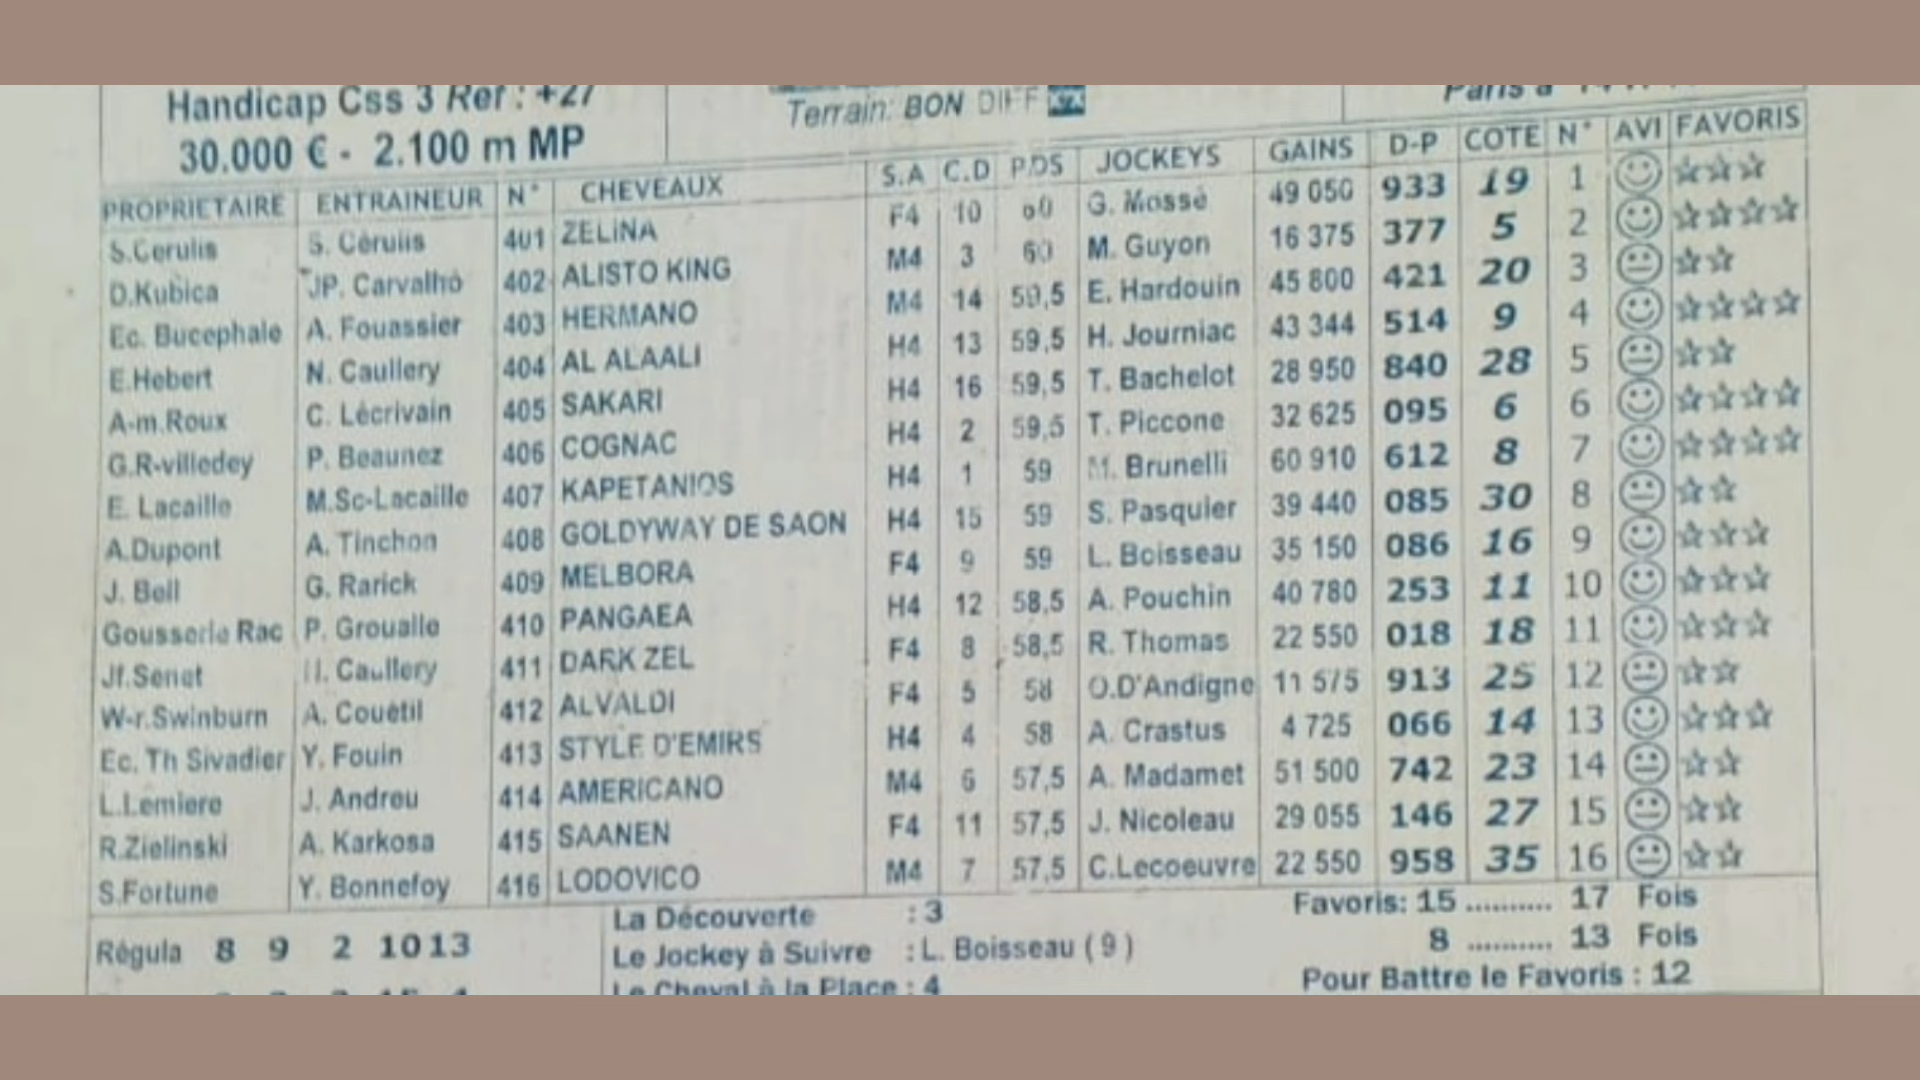 Handicap Css 3 Ref : +27
30.000 € - 2.100 m MP
Terrain: BON DIFF
Paris à
PROPRIETAIRE ENTRAINEUR N° CHEVEAUX S.A C.D P.DS JOCKEYS GAINS D-P COTE N° AVI FAVORIS
S.Cerulis S. Cérulis 401 ZELINA F4 10 60 G. Mossé 49 050 933 19 1 ☆☆☆
D.Kubica JP. Carvalho 402 ALISTO KING M4 3 60 M. Guyon 16 375 377 5 2 ☆☆☆☆
Ec. Bucephale A. Fouassier 403 HERMANO M4 14 59,5 E. Hardouin 45 800 421 20 3 ☆☆
E.Hebert N. Caullery 404 AL ALAALI H4 13 59,5 H. Journiac 43 344 514 9 4 ☆☆☆☆
A-m.Roux C. Lécrivain 405 SAKARI H4 16 59,5 T. Bachelot 28 950 840 28 5 ☆☆
G.R-villedey P. Beaunez 406 COGNAC H4 2 59,5 T. Piccone 32 625 095 6 6 ☆☆☆☆
E. Lacaille M.Sc-Lacaille 407 KAPETANIOS H4 1 59 M. Brunelli 60 910 612 8 7 ☆☆☆☆
A.Dupont A. Tinchon 408 GOLDYWAY DE SAON H4 15 59 S. Pasquier 39 440 085 30 8 ☆☆
J. Bell G. Rarick 409 MELBORA F4 9 59 L. Boisseau 35 150 086 16 9 ☆☆☆
Gousserie Rac P. Groualle 410 PANGAEA H4 12 58,5 A. Pouchin 40 780 253 11 10 ☆☆☆
Jf.Senet Caullery 411 DARK ZEL F4 8 58,5 R. Thomas 22 550 018 18 11 ☆☆☆
W-r.Swinburn A. Couétil 412 ALVALDI F4 5 58 O.D'Andigne 11 575 913 25 12 ☆☆
Ec. Th Sivadier Y. Fouin 413 STYLE D'EMIRS H4 4 58 A. Crastus 4 725 066 14 13 ☆☆☆
L.Lemiere J. Andreu 414 AMERICANO M4 6 57,5 A. Madamet 51 500 742 23 14 ☆☆
R.Zielinski A. Karkosa 415 SAANEN F4 11 57,5 J. Nicoleau 29 055 146 27 15 ☆☆
S.Fortune Y. Bonnefoy 416 LODOVICO M4 7 57,5 C.Lecoeuvre 22 550 958 35 16 ☆☆
Régula 8 9 2 10 13
La Découverte : 3
Le Jockey à Suivre : L. Boisseau ( 9 )
Le Cheval à la Place : 4
Favoris: 15 .......... 17 Fois
8 .......... 13 Fois
Pour Battre le Favoris : 12